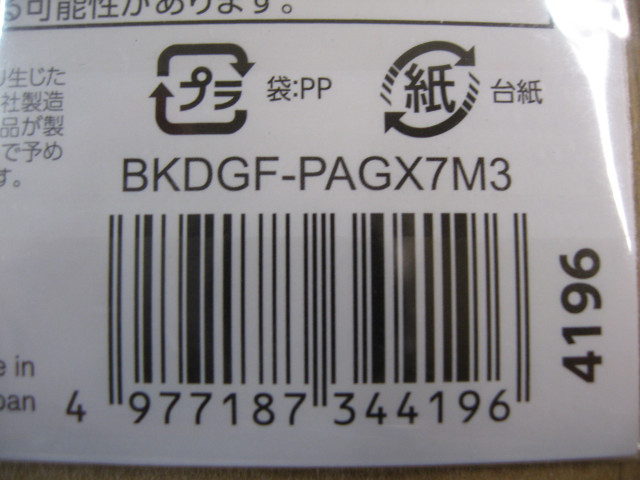 る可能性があります。
り生じた
社製造
品が製
で予め
す。
プラ
袋:PP
紙
台紙
BKDGF-PAGX7M3
4196
e in
pan
4 977187 344196